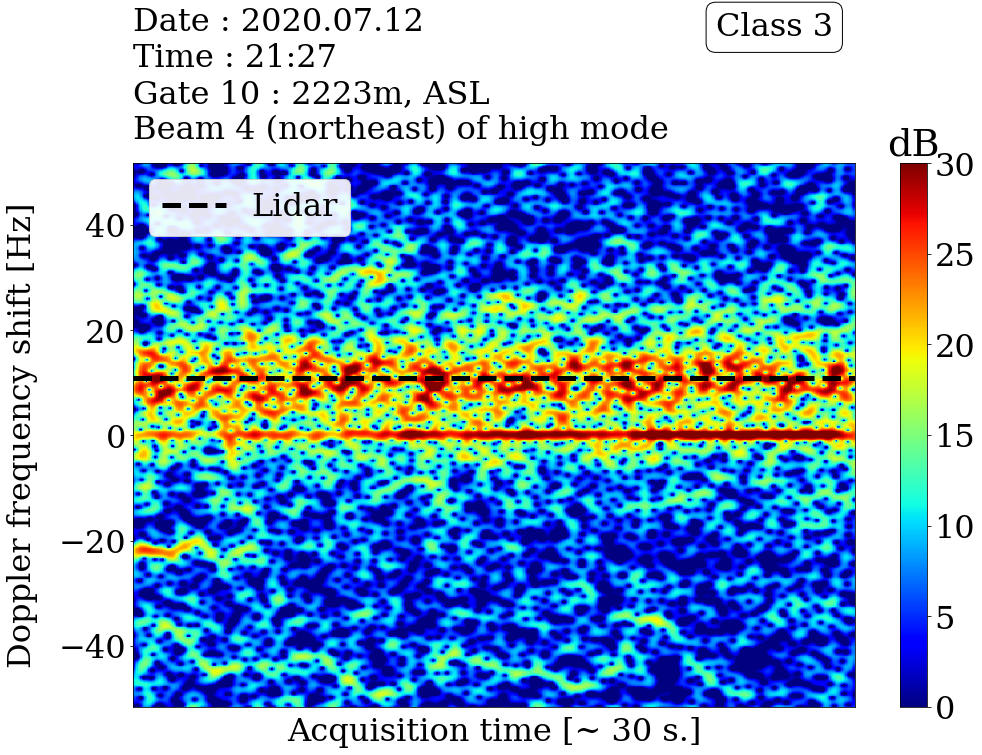 Date : 2020.07.12
Time : 21:27
Gate 10 : 2223m, ASL
Beam 4 (northeast) of high mode
Class 3
dB
Lidar
Doppler frequency shift [Hz]
40
20
0
−20
−40
30
25
20
15
10
5
0
Acquisition time [~ 30 s.]